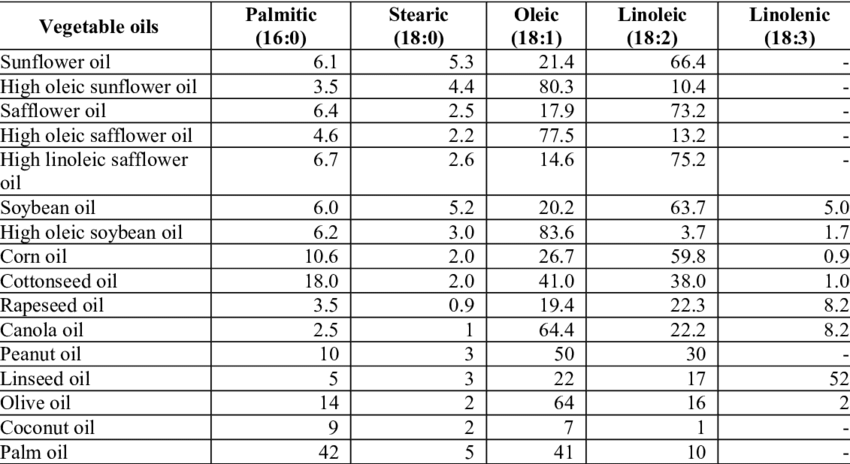 Vegetable oils Palmitic Stearic Oleic Linoleic Linolenic
(16:0) (18:0) (18:1) (18:2) (18:3)
Sunflower oil 6.1 5.3 21.4 66.4 -
High oleic sunflower oil 3.5 4.4 80.3 10.4 -
Safflower oil 6.4 2.5 17.9 73.2 -
High oleic safflower oil 4.6 2.2 77.5 13.2 -
High linoleic safflower 6.7 2.6 14.6 75.2 -
oil
Soybean oil 6.0 5.2 20.2 63.7 5.0
High oleic soybean oil 6.2 3.0 83.6 3.7 1.7
Corn oil 10.6 2.0 26.7 59.8 0.9
Cottonseed oil 18.0 2.0 41.0 38.0 1.0
Rapeseed oil 3.5 0.9 19.4 22.3 8.2
Canola oil 2.5 1 64.4 22.2 8.2
Peanut oil 10 3 50 30 -
Linseed oil 5 3 22 17 52
Olive oil 14 2 64 16 2
Coconut oil 9 2 7 1 -
Palm oil 42 5 41 10 -